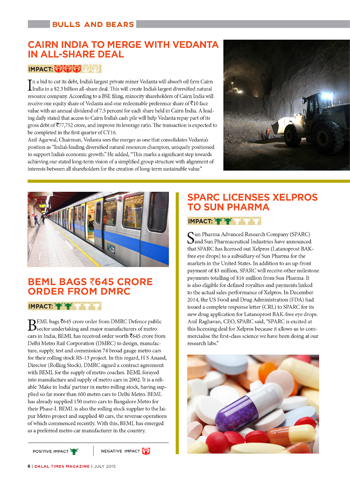 BULLS AND BEARS
CAIRN INDIA TO MERGE WITH VEDANTA
IN ALL-SHARE DEAL
IMPACT:
In a bid to cut its debt, India's largest private miner Vedanta will absorb oil firm Cairn
India in a $2.3 billion all-share deal. This will create India's largest diversified natural
resource company. According to a BSE filing, minority shareholders of Cairn India will
receive one equity share of Vedanta and one redeemable preference share of ₹10 face
value with an annual dividend of 7.5 percent for each share held in Cairn India. A lead-
ing daily stated that access to Cairn India's cash pile will help Vedanta repay part of its
gross debt of ₹77,752 crore, and improve its leverage ratio. The transaction is expected to
be completed in the first quarter of CY16.
Anil Agarwal, Chairman, Vedanta sees the merger as one that consolidates Vedanta's
position as "India's leading diversified natural resources champion, uniquely positioned
to support India's economic growth." He added, "This marks a significant step towards
achieving our stated long-term vision of a simplified group structure with alignment of
interests between all shareholders for the creation of long-term sustainable value."
BEML BAGS ₹645 CRORE
ORDER FROM DMRC
IMPACT:
BEML bags ₹645 crore order from DMRC Defence public
sector undertaking and major manufacturers of metro
cars in India, BEML has received order worth ₹645 crore from
Delhi Metro Rail Corporation (DMRC) to design, manufac-
ture, supply, test and commission 74 broad gauge metro cars
for their rolling stock RS-13 project. In this regard, H S Anand,
Director (Rolling Stock), DMRC signed a contract agreement
with BEML for the supply of metro coaches. BEML forayed
into manufacture and supply of metro cars in 2002. It is a reli-
able 'Make in India' partner in metro rolling stock, having sup-
plied so far more than 600 metro cars to Delhi Metro. BEML
has already supplied 150 metro cars to Bangalore Metro for
their Phase-I. BEML is also the rolling stock supplier to the Jai-
pur Metro project and supplied 40 cars, the revenue operations
of which commenced recently. With this, BEML has emerged
as a preferred metro car manufacturer in the country.
SPARC LICENSES XELPROS
TO SUN PHARMA
IMPACT:
Sun Pharma Advanced Research Company (SPARC)
and Sun Pharmaceutical Industries have announced
that SPARC has licensed out Xelpros (Latanoprost BAK-
free eye drops) to a subsidiary of Sun Pharma for the
markets in the United States. In addition to an up-front
payment of $3 million, SPARC will receive other milestone
payments totalling of $16 million from Sun Pharma. It
is also eligible for defined royalties and payments linked
to the actual sales performance of Xelpros. In December
2014, the US Food and Drug Administration (FDA) had
issued a complete response letter (CRL) to SPARC for its
new drug application for Latanoprost BAK-free eye drops.
Anil Raghavan, CEO, SPARC said, "SPARC is excited at
this licensing deal for Xelpros because it allows us to com-
mercialise the first-class science we have been doing at our
research labs."
POSITIVE IMPACT
NEGATIVE IMPACT
6 | DALAL TIMES MAGAZINE | JULY 2015